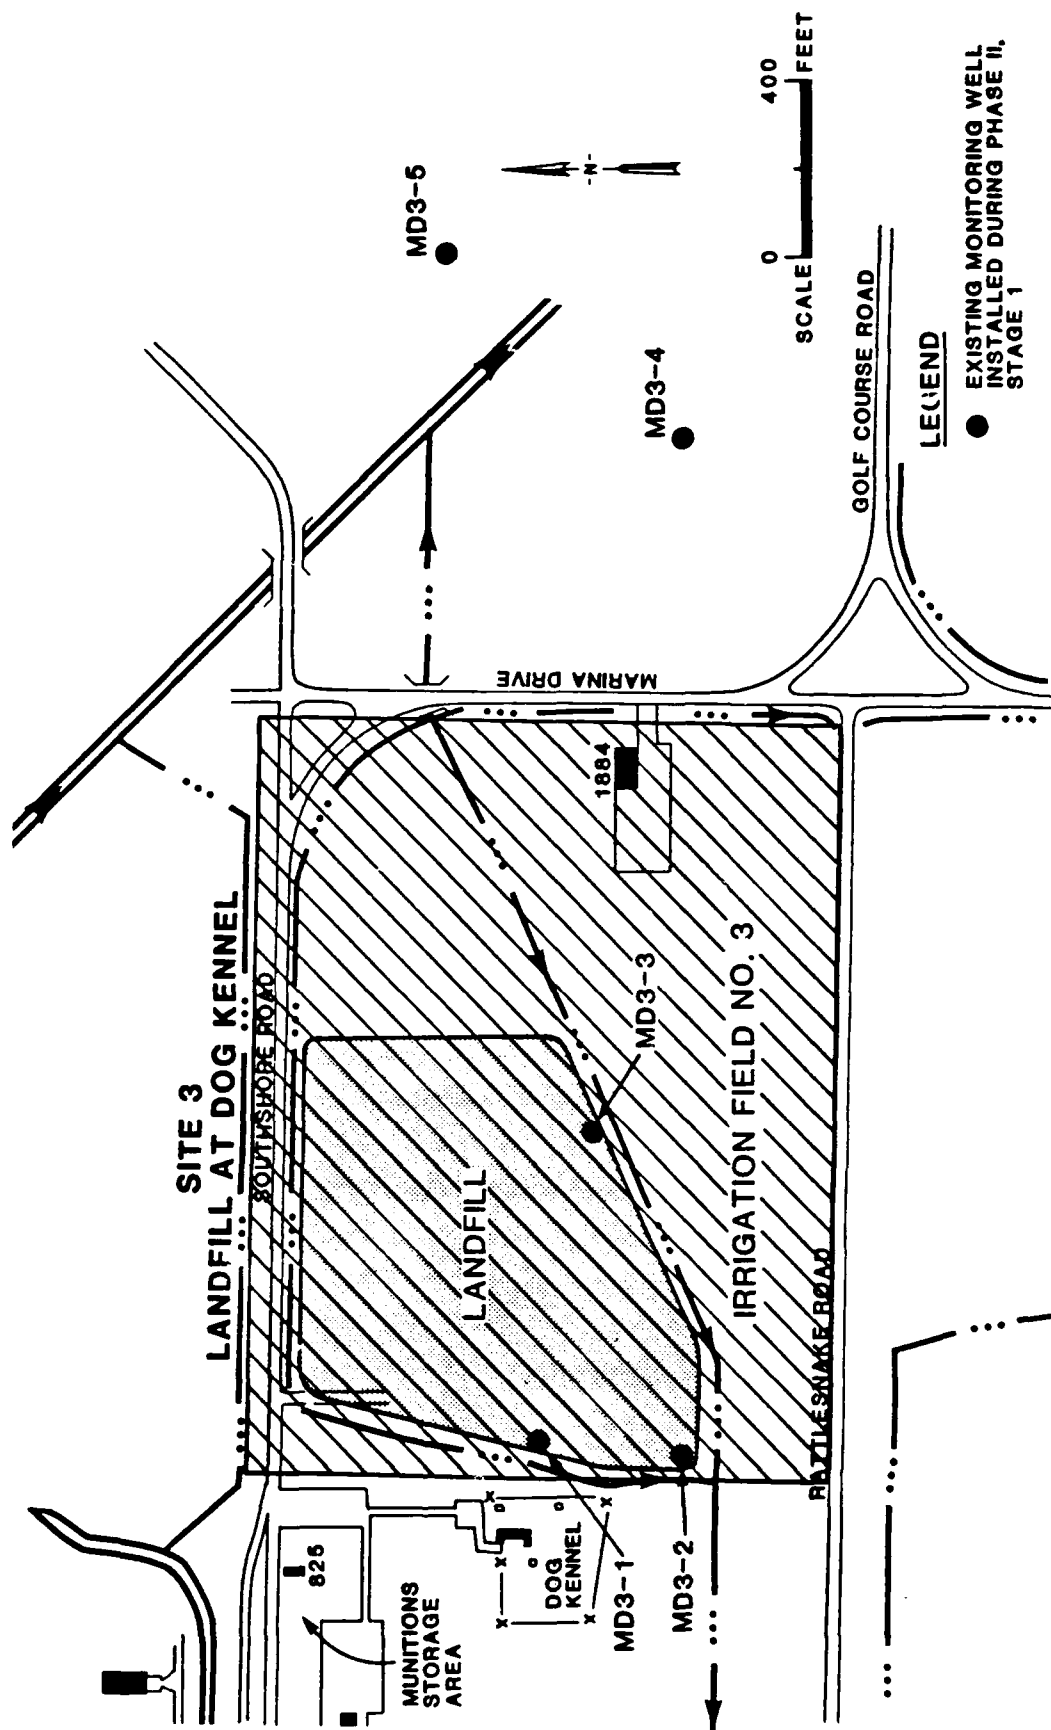 SITE 3
LANDFILL AT DOG KENNEL
SOUTHSHORE ROAD
MUNITIONS
STORAGE
AREA
825
DOG
KENNEL
MD3-1
MD3-2
LANDFILL
MD3-3
IRRIGATION FIELD NO. 3
RATTLESNAKE ROAD
1884
MARINA DRIVE
MD3-4
MD3-5
-N-
GOLF COURSE ROAD
0 400
SCALE FEET
LEGEND
EXISTING MONITORING WELL
INSTALLED DURING PHASE II,
STAGE 1